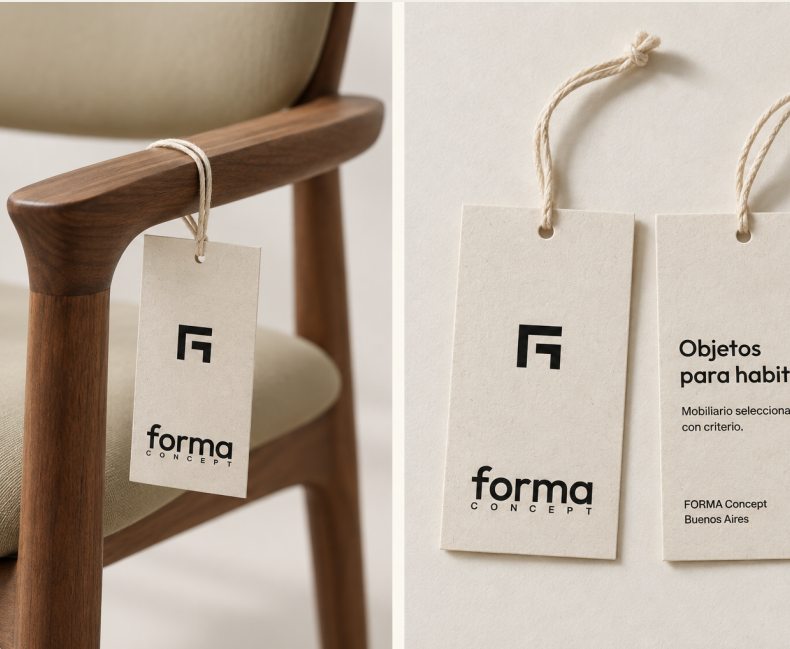 forma
CONCEPT
forma
CONCEPT
Objetos
para habit
Mobiliario selecciona
con criterio.
FORMA Concept
Buenos Aires